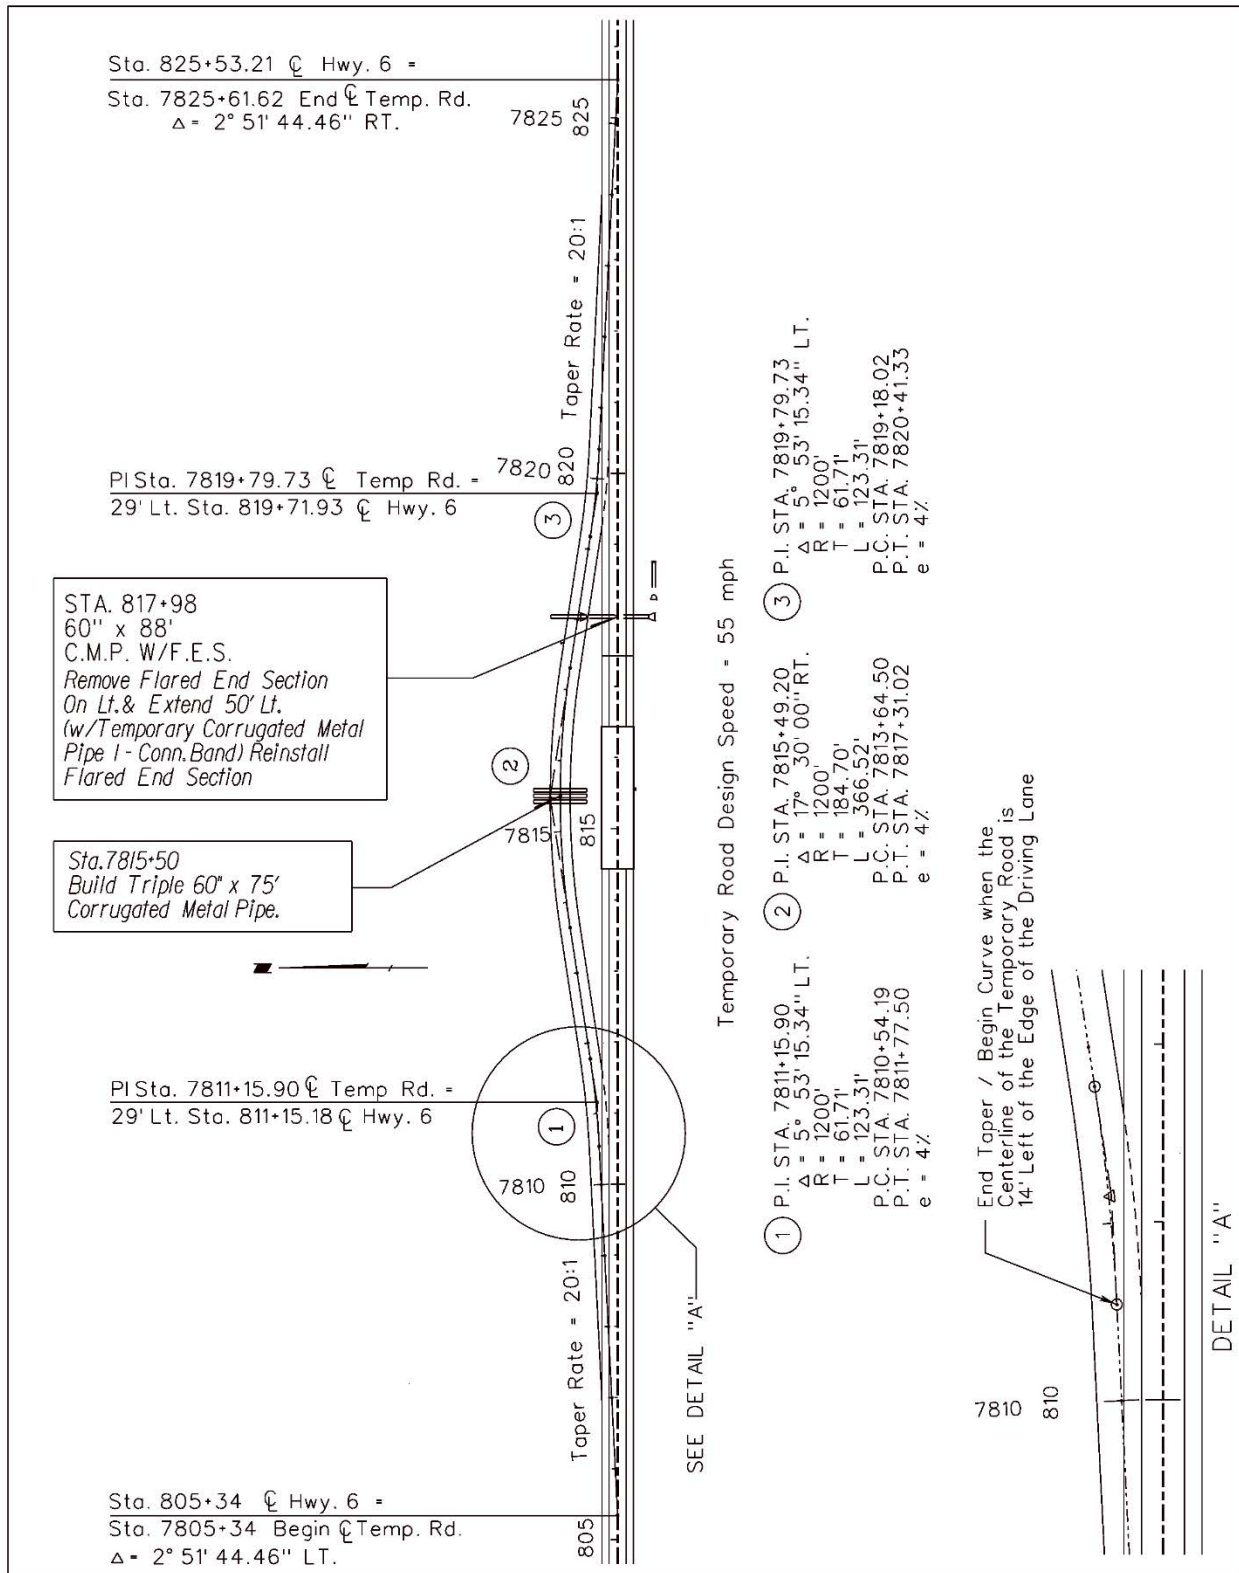 Sta. 825+53.21 ℄ Hwy. 6 =
Sta. 7825+61.62 End ℄ Temp. Rd.
Δ = 2° 51' 44.46" RT.
7825
825
Taper Rate = 20:1
PI Sta. 7819+79.73 ℄ Temp Rd. =
29' Lt. Sta. 819+71.93 ℄ Hwy. 6
7820
820
3
STA. 817+98
60" x 88'
C.M.P. W/F.E.S.
Remove Flared End Section
On Lt.& Extend 50' Lt.
(w/Temporary Corrugated Metal
Pipe 1 - Conn.Band) Reinstall
Flared End Section
2
7815
815
Sta.7815+50
Build Triple 60" x 75'
Corrugated Metal Pipe.
PI Sta. 7811+15.90 ℄ Temp Rd. =
29' Lt. Sta. 811+15.18 ℄ Hwy. 6
1
7810
810
Taper Rate = 20:1
SEE DETAIL "A"
Sta. 805+34 ℄ Hwy. 6 =
Sta. 7805+34 Begin ℄ Temp. Rd.
Δ = 2° 51' 44.46" LT.
805
Temporary Road Design Speed = 55 mph
1 P.I. STA. 7811+15.90
Δ = 5° 53' 15.34" LT.
R = 1200'
T = 61.71'
L = 123.31'
P.C. STA. 7810+54.19
P.T. STA. 7811+77.50
e = 4%
2 P.I. STA. 7815+49.20
Δ = 17° 30' 00" RT.
R = 1200'
T = 184.70'
L = 366.52'
P.C. STA. 7813+64.50
P.T. STA. 7817+31.02
e = 4%
3 P.I. STA. 7819+79.73
Δ = 5° 53' 15.34" LT.
R = 1200'
T = 61.71'
L = 123.31'
P.C. STA. 7819+18.02
P.T. STA. 7820+41.33
e = 4%
End Taper / Begin Curve when the
Centerline of the Temporary Road is
14' Left of the Edge of the Driving Lane
7810
810
DETAIL "A"